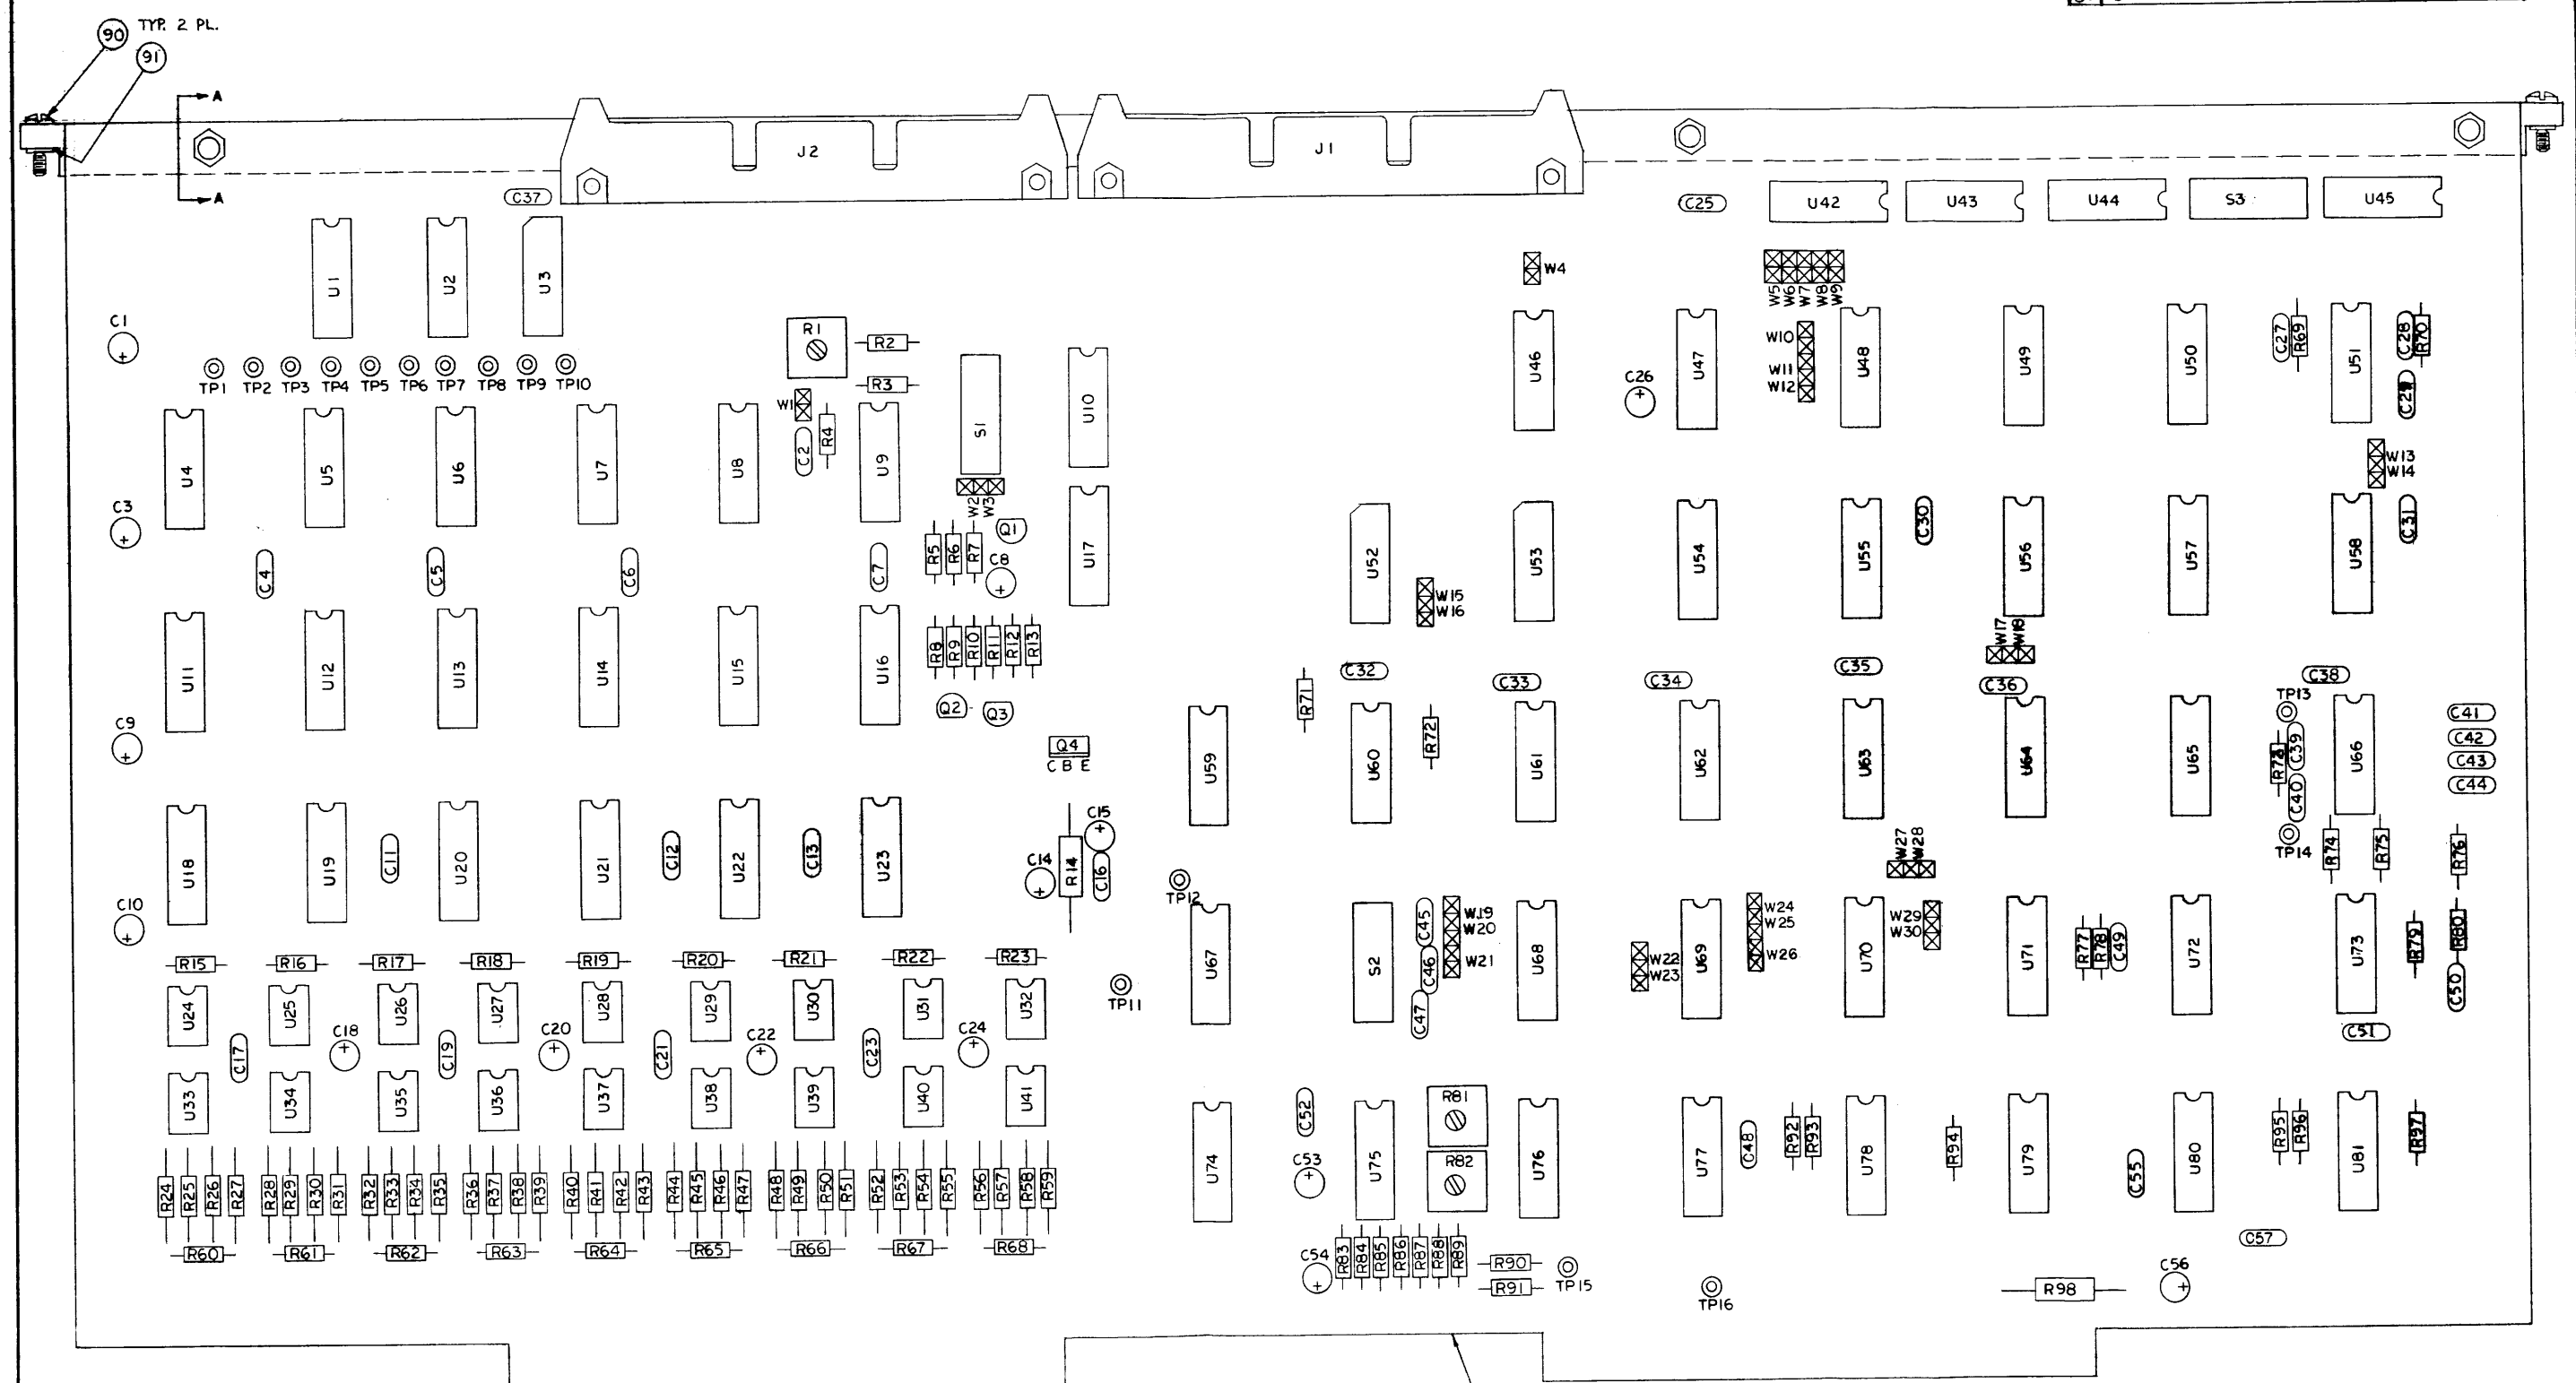 90 TYP. 2 PL.
91
A
A
J2
J1
C37
C25
U42 U43 U44 S3 U45
U1 U2 U3
W4
W5 W6 W7 W8 W9
C1
R1 R2
R3
W10
W11
W12
TP1 TP2 TP3 TP4 TP5 TP6 TP7 TP8 TP9 TP10
W1
C2 R4
U10
U46 C26 U47 U48 U49 U50 C27 R69 U51 C28 R70
C29
U4 U5 U6 U7 U8 U9 S1
W2 W3
W13
W14
C3
Q1
R5 R6 R7
C8
U17
C4 C5 C6 C7
U52 U53 U54 U55 C30 U56 U57 U58 C31
W15
W16
W17 W18
U11 U12 U13 U14 U15 U16
R8 R9 R10 R11 R12 R13
Q2 Q3
R71 C32 C33 C34 C35 C36 C38
TP13
C9
Q4
C B E
U59 U60 R72 U61 U62 U63 U64 U65 R73 C39 C40 U66
C41
C42
C43
C44
TP14
R74 R75 R76
U18 U19 C11 U20 U21 C12 U22 C13 U23
C14 R14 C15 C16
TP12
W27 W28
C10
U67 S2 C45 C46 C47
W19
W20
W21
U68
W22
W23
U69
W24
W25
W26
U70
W29
W30
U71 R77 R78 C49 U72 U73 R79 R80 C50
C51
R15 R16 R17 R18 R19 R20 R21 R22 R23
TP11
U24 U25 U26 U27 U28 U29 U30 U31 U32
C17 C18 C19 C20 C21 C22 C23 C24
U33 U34 U35 U36 U37 U38 U39 U40 U41
U74 C52 C53 U75 R81
R82
U76 U77 C48 R92 R93 U78 R94 U79 C55 U80 R95 R96 U81 R97
R24 R25 R26 R27 R28 R29 R30 R31 R32 R33 R34 R35 R36 R37 R38 R39 R40 R41 R42 R43 R44 R45 R46 R47 R48 R49 R50 R51 R52 R53 R54 R55 R56 R57 R58 R59
R60 R61 R62 R63 R64 R65 R66 R67 R68
C54 R83 R84 R85 R86 R87 R88 R89
R90
R91
TP15
TP16
R98
C56
C57